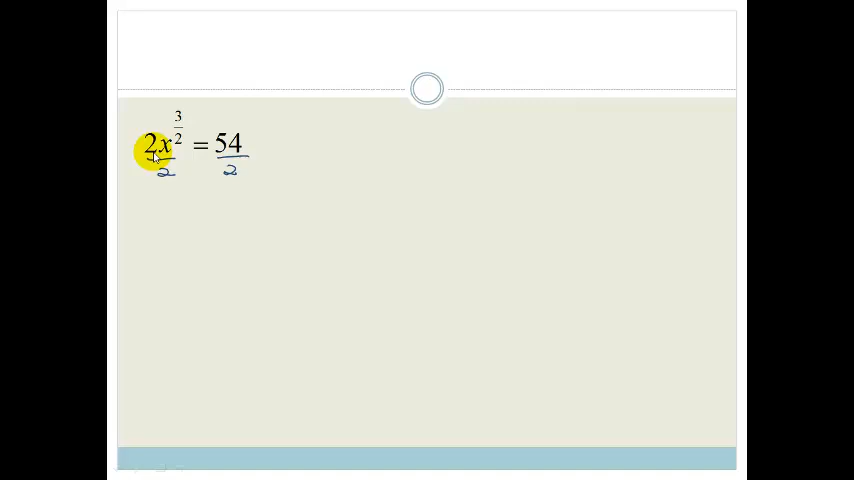 2x^{3/2} = 54
2 2